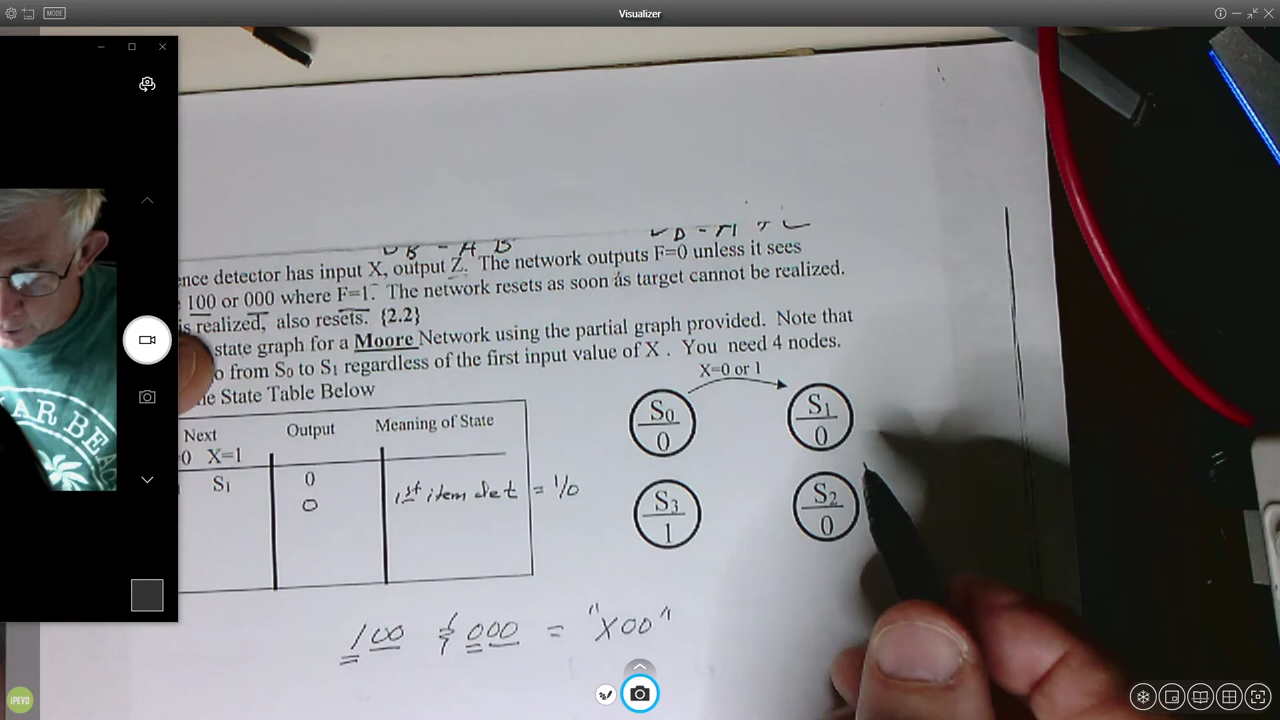 MODE
Visualizer
ence detector has input X, output Z. The network outputs F=0 unless it sees
100 or 000 where F=1. The network resets as soon as target cannot be realized.
is realized, also resets. {2.2}
state graph for a Moore Network using the partial graph provided. Note that
o from S0 to S1 regardless of the first input value of X . You need 4 nodes.
he State Table Below
Next
Output
Meaning of State
0 X=1
S1
0
1st item det = 1/0
0
X=0 or 1
S0
0
S1
0
S3
1
S2
0
100 & 000 = "X00"
AR BE
IPEVO